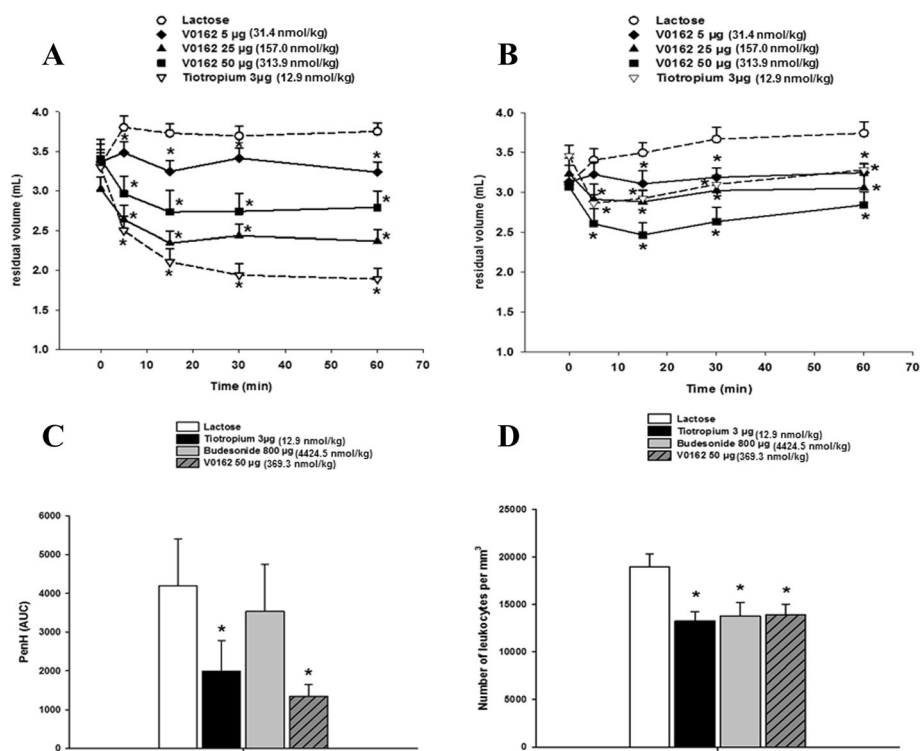 A
Lactose
V0162 5 µg (31.4 nmol/kg)
V0162 25 µg (157.0 nmol/kg)
V0162 50 µg (313.9 nmol/kg)
Tiotropium 3µg (12.9 nmol/kg)
residual volume (mL)
4.0
3.5
3.0
2.5
2.0
1.5
1.0
* * * *
* * * *
* * * *
* * * *
0 10 20 30 40 50 60 70
Time (min)
B
Lactose
V0162 5 µg (31.4 nmol/kg)
V0162 25 µg (157.0 nmol/kg)
V0162 50 µg (313.9 nmol/kg)
Tiotropium 3µg (12.9 nmol/kg)
residual volume (mL)
4.0
3.5
3.0
2.5
2.0
1.5
1.0
* * *
* * * *
* * * *
* * * *
0 10 20 30 40 50 60 70
Time (min)
C
Lactose
Tiotropium 3µg (12.9 nmol/kg)
Budesonide 800 µg (4424.5 nmol/kg)
V0162 50 µg (369.3 nmol/kg)
PenH (AUC)
6000
5000
4000
3000
2000
1000
0
* *
D
Lactose
Tiotropium 3 µg (12.9 nmol/kg)
Budesonide 800 µg (4424.5 nmol/kg)
V0162 50 µg (369.3 nmol/kg)
Number of leukocytes per mm³
25000
20000
15000
10000
5000
0
* * *